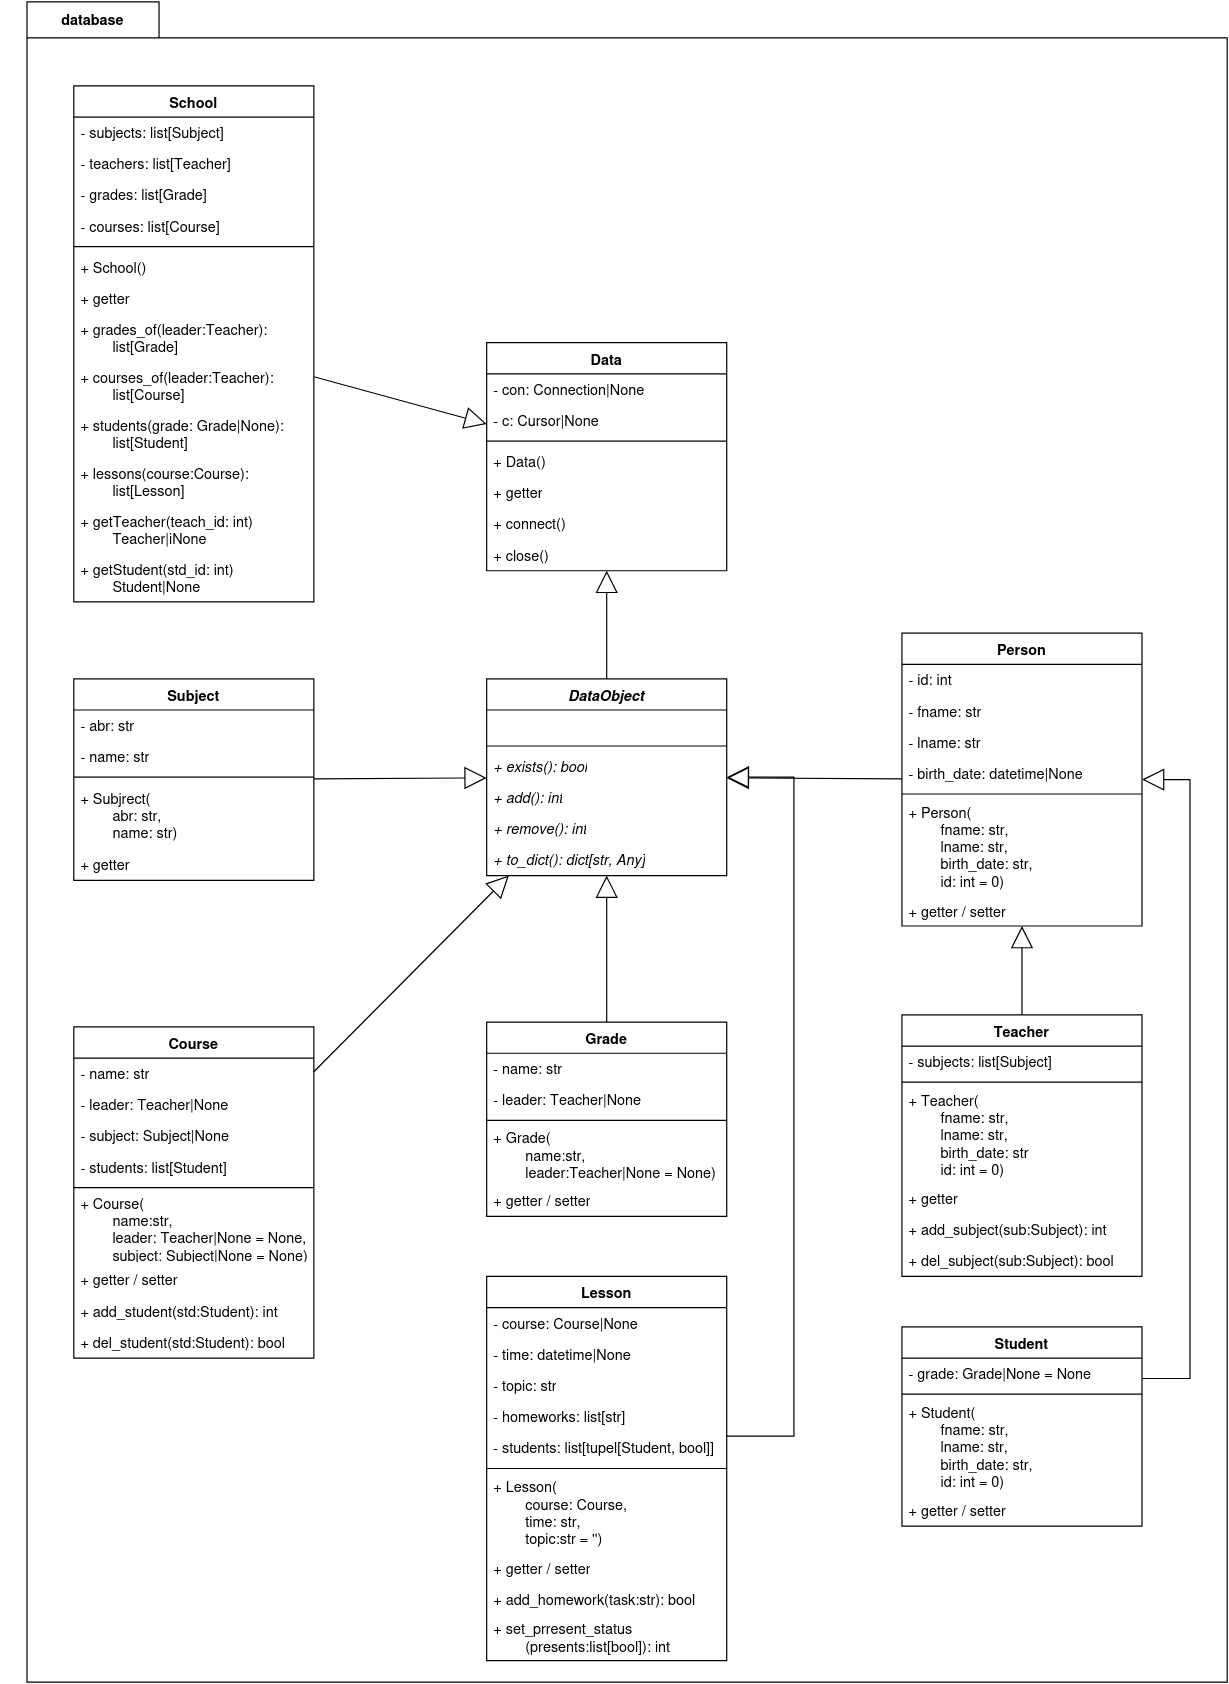 database
School
- subjects: list[Subject]
- teachers: list[Teacher]
- grades: list[Grade]
- courses: list[Course]
+ School()
+ getter
+ grades_of(leader:Teacher):
list[Grade]
+ courses_of(leader:Teacher):
list[Course]
+ students(grade: Grade|None):
list[Student]
+ lessons(course:Course):
list[Lesson]
+ getTeacher(teach_id: int)
Teacher|iNone
+ getStudent(std_id: int)
Student|None
Data
- con: Connection|None
- c: Cursor|None
+ Data()
+ getter
+ connect()
+ close()
Subject
- abr: str
- name: str
+ Subjrect(
abr: str,
name: str)
+ getter
DataObject
+ exists(): bool
+ add(): int
+ remove(): int
+ to_dict(): dict[str, Any]
Person
- id: int
- fname: str
- lname: str
- birth_date: datetime|None
+ Person(
fname: str,
lname: str,
birth_date: str,
id: int = 0)
+ getter / setter
Course
- name: str
- leader: Teacher|None
- subject: Subject|None
- students: list[Student]
+ Course(
name:str,
leader: Teacher|None = None,
subject: Subject|None = None)
+ getter / setter
+ add_student(std:Student): int
+ del_student(std:Student): bool
Grade
- name: str
- leader: Teacher|None
+ Grade(
name:str,
leader:Teacher|None = None)
+ getter / setter
Teacher
- subjects: list[Subject]
+ Teacher(
fname: str,
lname: str,
birth_date: str
id: int = 0)
+ getter
+ add_subject(sub:Subject): int
+ del_subject(sub:Subject): bool
Lesson
- course: Course|None
- time: datetime|None
- topic: str
- homeworks: list[str]
- students: list[tupel[Student, bool]]
+ Lesson(
course: Course,
time: str,
topic:str = '')
+ getter / setter
+ add_homework(task:str): bool
+ set_prresent_status
(presents:list[bool]): int
Student
- grade: Grade|None = None
+ Student(
fname: str,
lname: str,
birth_date: str,
id: int = 0)
+ getter / setter